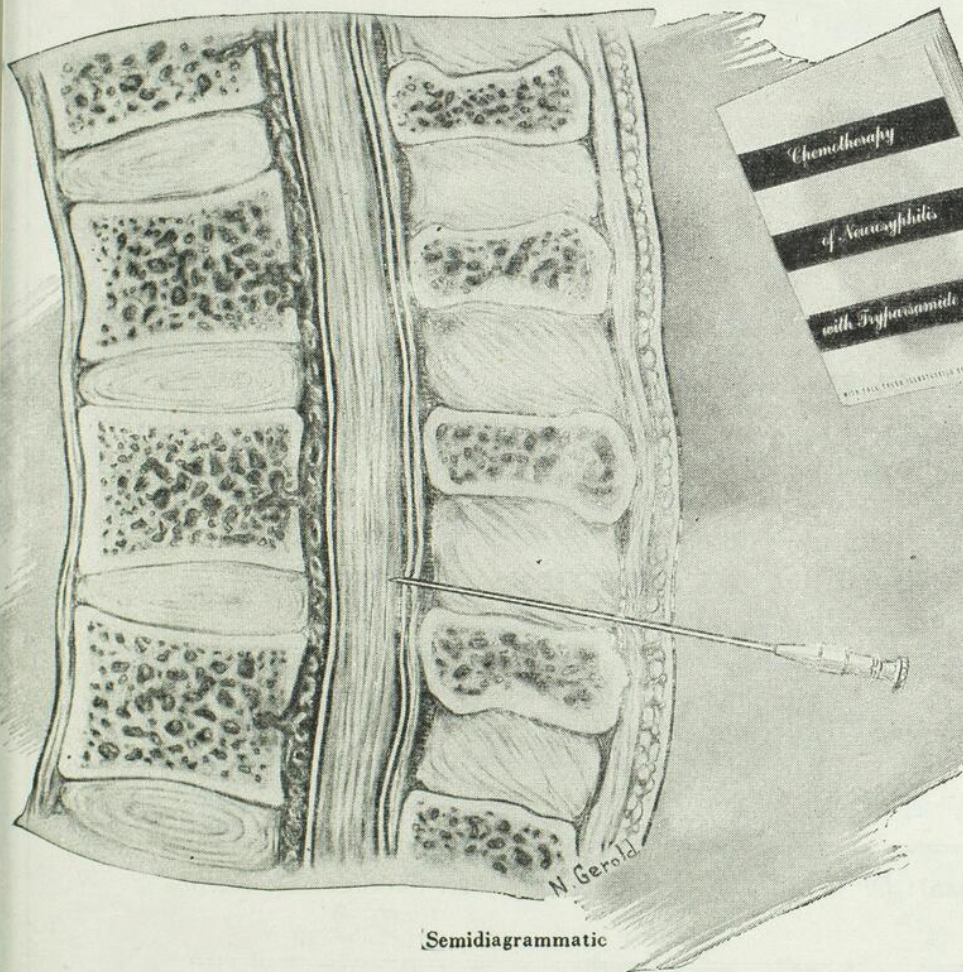 Chemotherapy
of Neurosyphilis
with Tryparsamide
N. Gerold
Semidiagrammatic